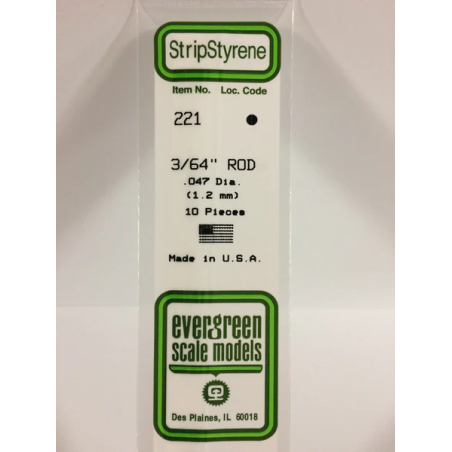 StripStyrene
Item No. Loc. Code
221
3/64" ROD
.047 Dia.
(1.2 mm)
10 Pieces
Made in U.S.A.
evergreen
scale models
Des Plaines, IL 60018